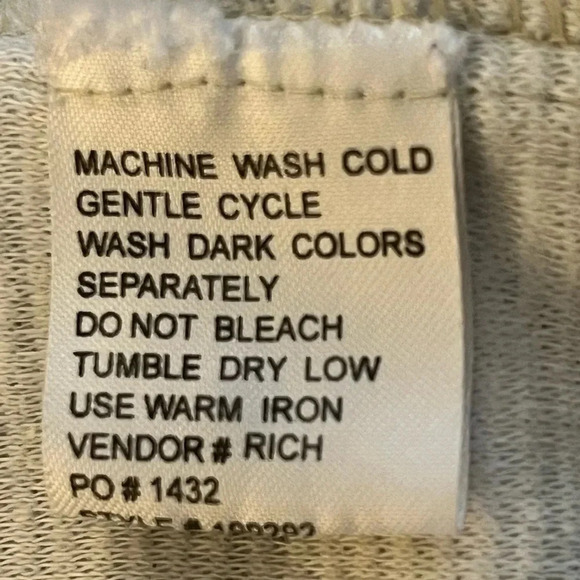 MACHINE WASH COLD
GENTLE CYCLE
WASH DARK COLORS
SEPARATELY
DO NOT BLEACH
TUMBLE DRY LOW
USE WARM IRON
VENDOR # RICH
PO # 1432
STYLE #